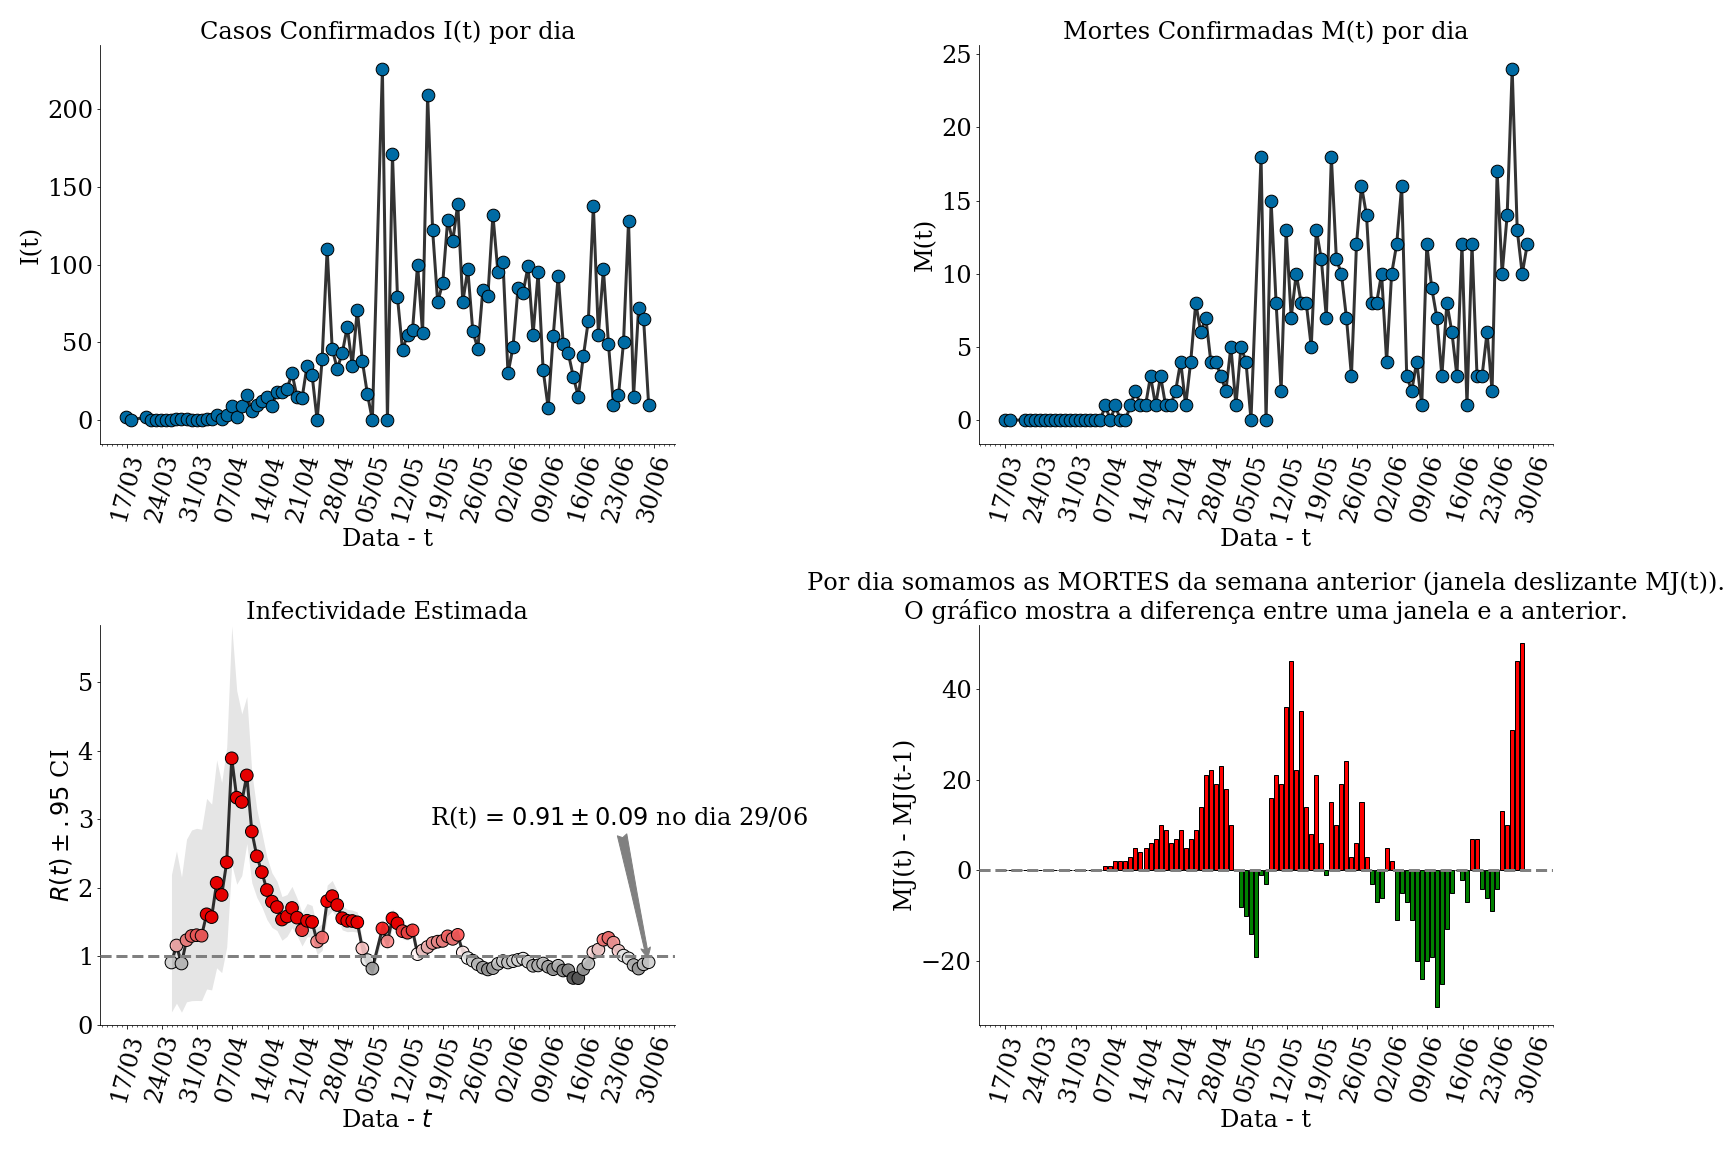 Casos Confirmados I(t) por dia
I(t)
200
150
100
50
0
17/03 24/03 31/03 07/04 14/04 21/04 28/04 05/05 12/05 19/05 26/05 02/06 09/06 16/06 23/06 30/06
Data - t
Mortes Confirmadas M(t) por dia
M(t)
25
20
15
10
5
0
17/03 24/03 31/03 07/04 14/04 21/04 28/04 05/05 12/05 19/05 26/05 02/06 09/06 16/06 23/06 30/06
Data - t
Infectividade Estimada
R(t) ± .95 CI
5
4
3
2
1
0
R(t) = 0.91 ± 0.09 no dia 29/06
17/03 24/03 31/03 07/04 14/04 21/04 28/04 05/05 12/05 19/05 26/05 02/06 09/06 16/06 23/06 30/06
Data - t
Por dia somamos as MORTES da semana anterior (janela deslizante MJ(t)).
O gráfico mostra a diferença entre uma janela e a anterior.
MJ(t) - MJ(t-1)
40
20
0
−20
17/03 24/03 31/03 07/04 14/04 21/04 28/04 05/05 12/05 19/05 26/05 02/06 09/06 16/06 23/06 30/06
Data - t